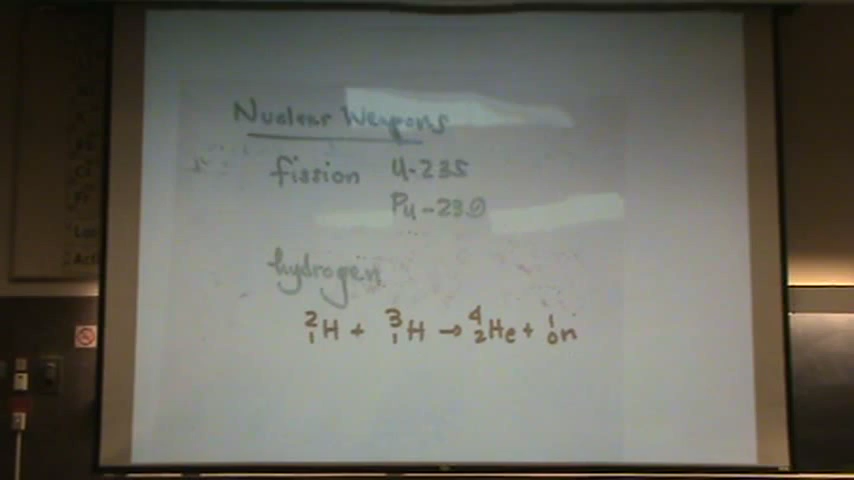 Nuclear Weapons
fission U-235
Pu-239
hydrogen
²₁H + ³₁H → ⁴₂He + ¹₀n